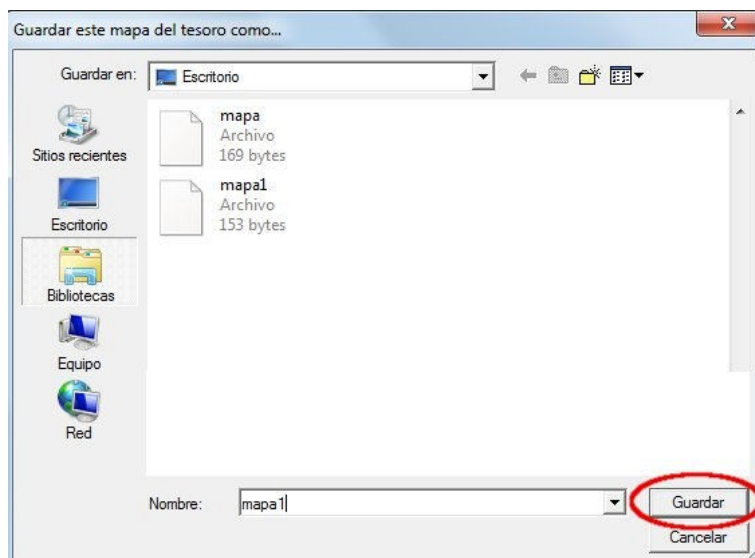 Guardar este mapa del tesoro como...
Guardar en:
Escritorio
mapa
Archivo
169 bytes
mapa1
Archivo
153 bytes
Sitios recientes
Escritorio
Bibliotecas
Equipo
Red
Nombre:
mapa1
Guardar
Cancelar